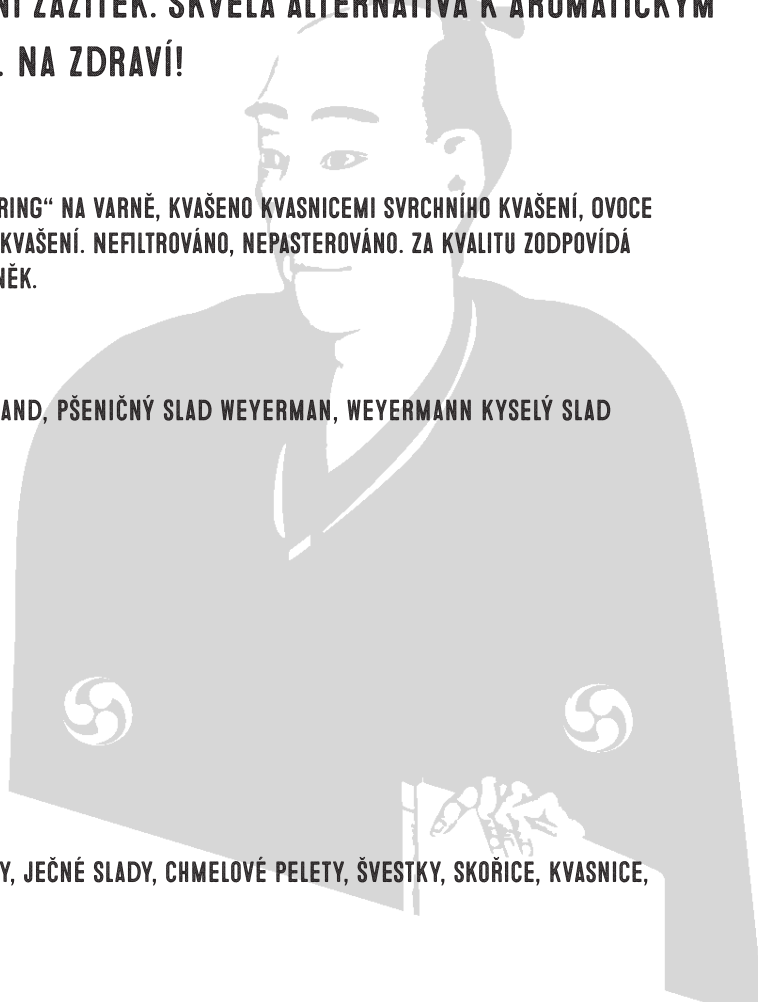 NÍ ZÁŽITEK. SKVĚLÁ ALTERNATIVA K AROMATICKÝM
. NA ZDRAVÍ!
RING“ NA VARNĚ, KVAŠENO KVASNICEMI SVRCHNÍHO KVAŠENÍ, OVOCE
KVAŠENÍ. NEFILTROVÁNO, NEPASTEROVÁNO. ZA KVALITU ZODPOVÍDÁ
NĚK.
AND, PŠENIČNÝ SLAD WEYERMAN, WEYERMANN KYSELÝ SLAD
Y, JEČNÉ SLADY, CHMELOVÉ PELETY, ŠVESTKY, SKOŘICE, KVASNICE,